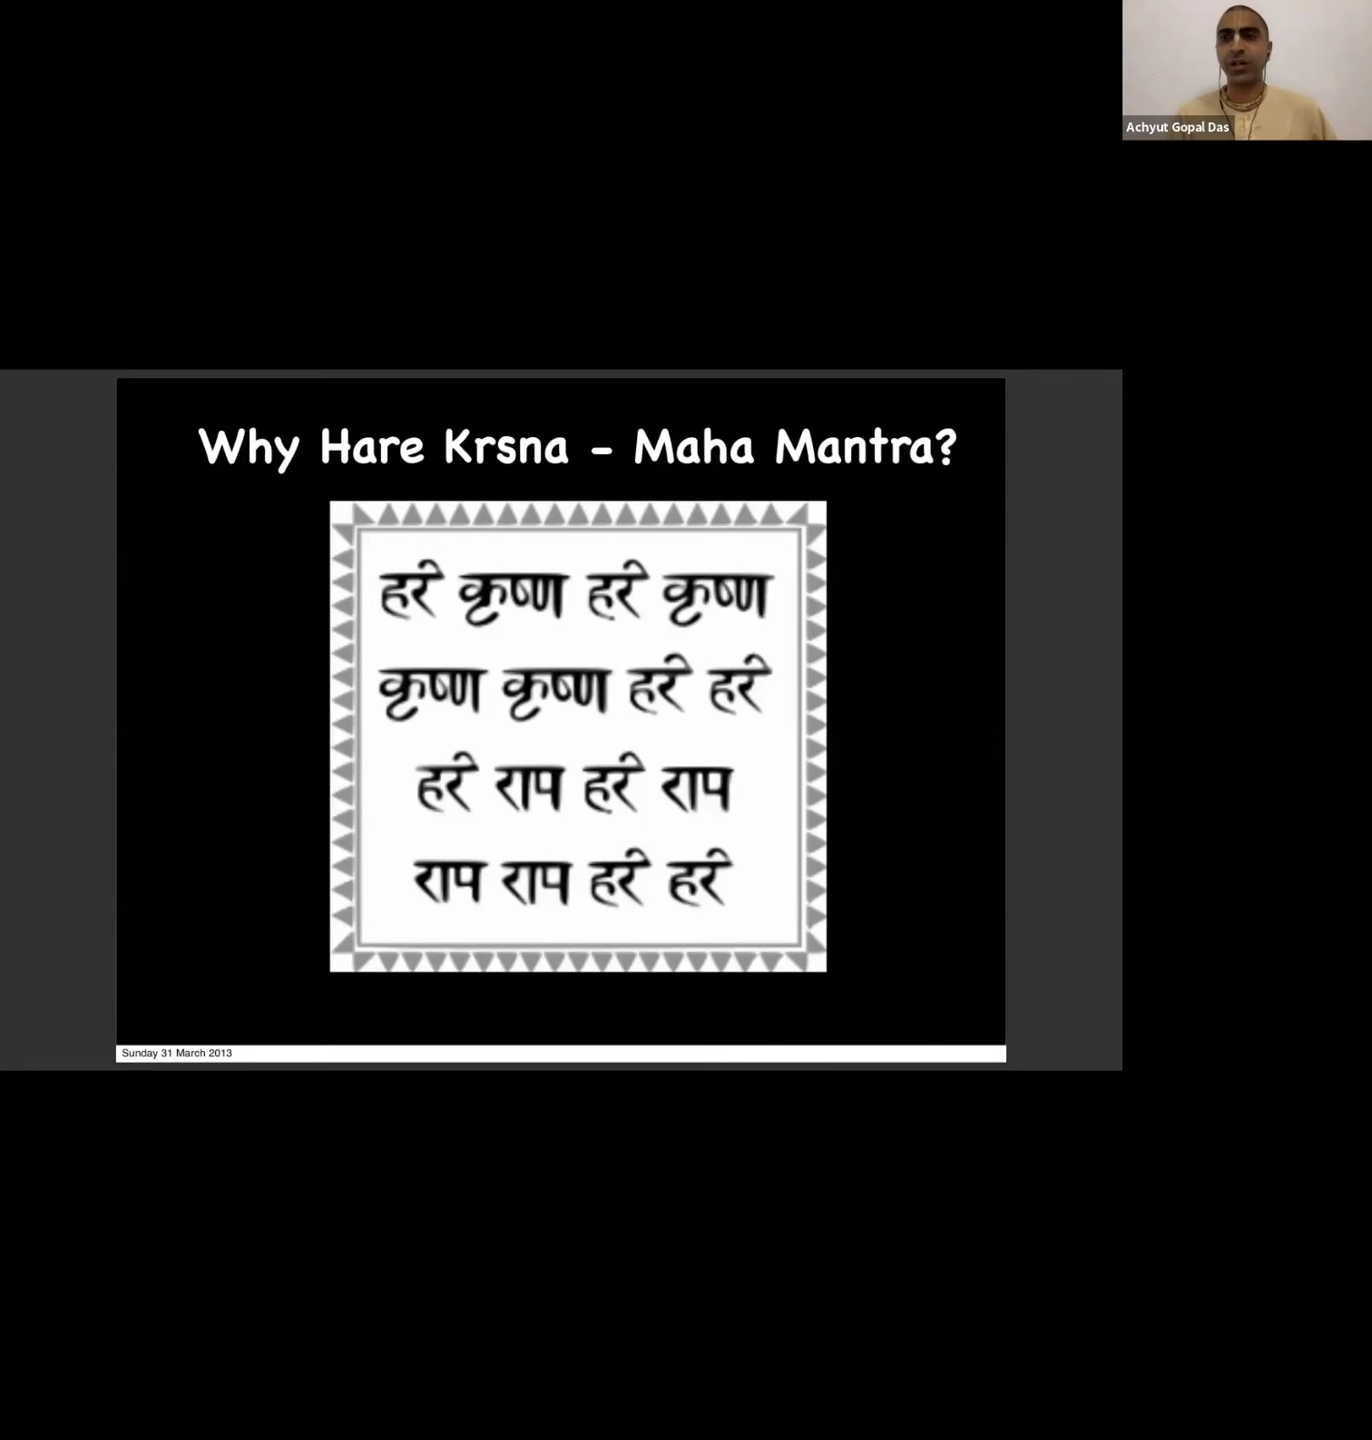 Achyut Gopal Das
Why Hare Krsna - Maha Mantra?
हरे कृष्ण हरे कृष्ण
कृष्ण कृष्ण हरे हरे
हरे राम हरे राम
राम राम हरे हरे
Sunday 31 March 2013